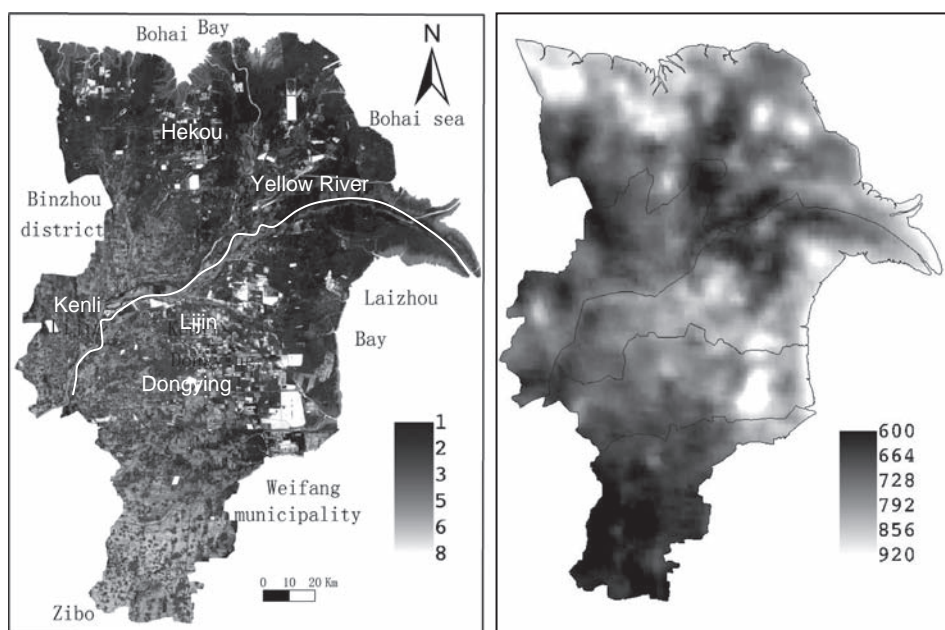 Bohai Bay
N
Bohai sea
Hekou
Yellow River
Binzhou
district
Kenli
Laizhou
Lijin
Bay
Dongying
1
2
3
5
6
8
Weifang
municipality
0 10 20 Km
Zibo
600
664
728
792
856
920